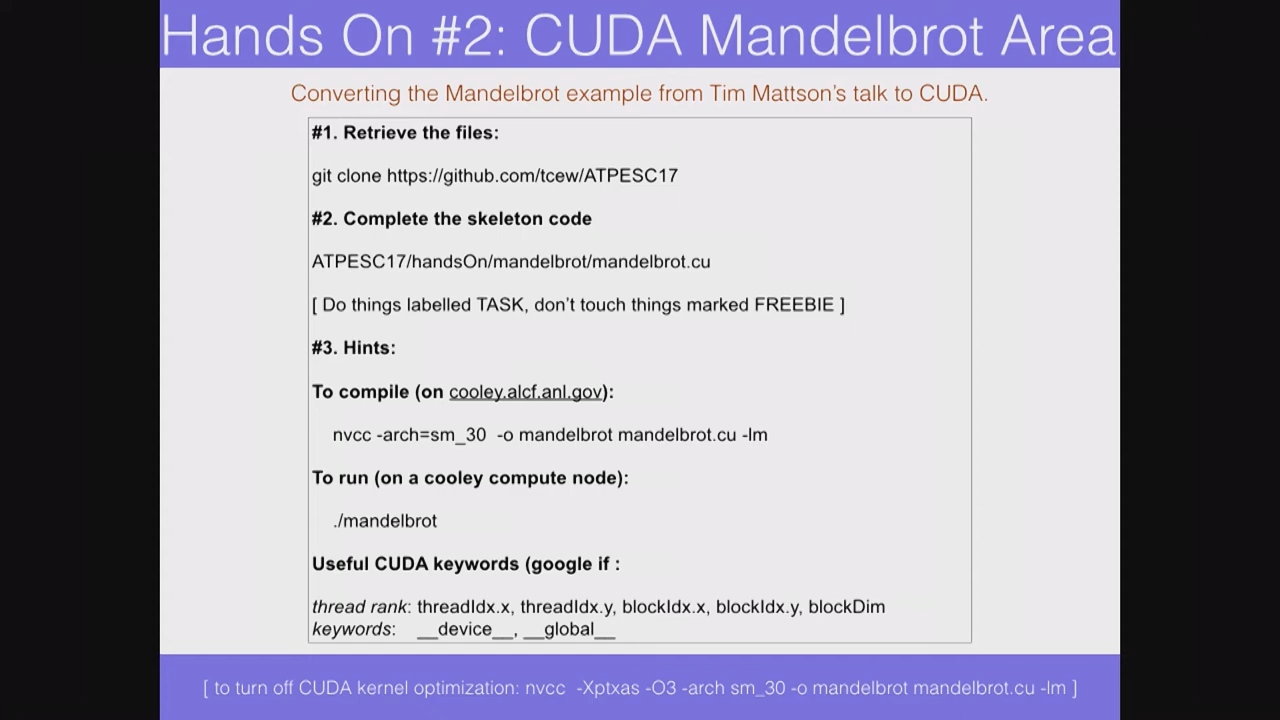 Hands On #2: CUDA Mandelbrot Area
Converting the Mandelbrot example from Tim Mattson's talk to CUDA.
#1. Retrieve the files:
git clone https://github.com/tcew/ATPESC17
#2. Complete the skeleton code
ATPESC17/handsOn/mandelbrot/mandelbrot.cu
[ Do things labelled TASK, don't touch things marked FREEBIE ]
#3. Hints:
To compile (on cooley.alcf.anl.gov):
nvcc -arch=sm_30 -o mandelbrot mandelbrot.cu -lm
To run (on a cooley compute node):
./mandelbrot
Useful CUDA keywords (google if :
thread rank: threadIdx.x, threadIdx.y, blockIdx.x, blockIdx.y, blockDim
keywords: __device__, __global__
[ to turn off CUDA kernel optimization: nvcc -Xptxas -O3 -arch sm_30 -o mandelbrot mandelbrot.cu -lm ]